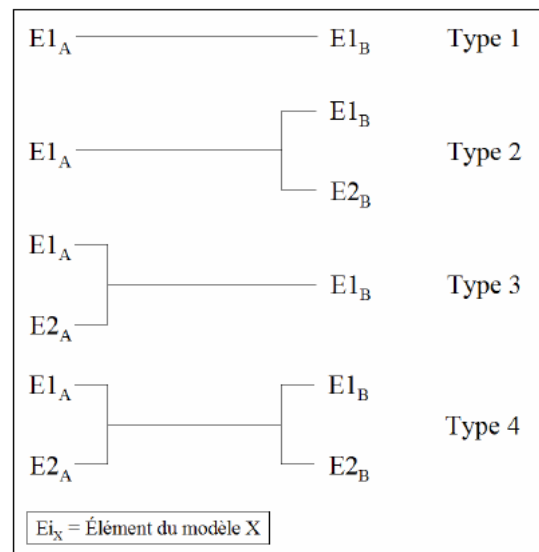 E1A E1B Type 1
E1B
E1A Type 2
E2B
E1A
E1B Type 3
E2A
E1A E1B
Type 4
E2A E2B
EiX = Élément du modèle X